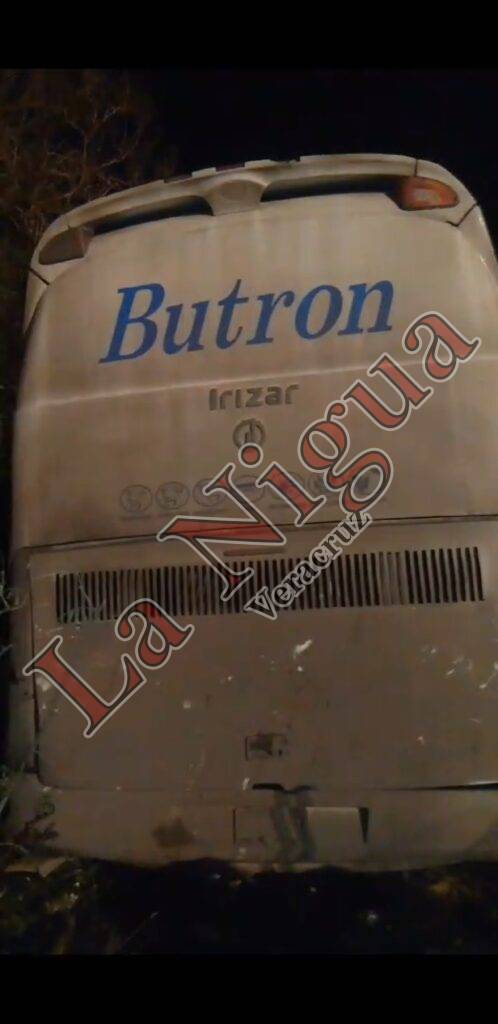 Butron
Irizar
La Nigua
Veracruz